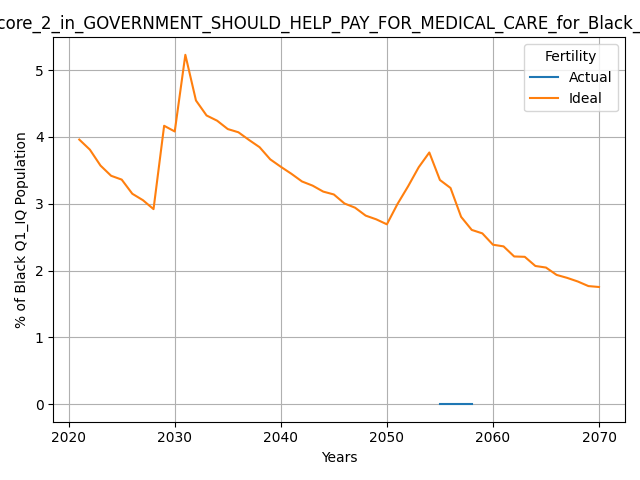 core_2_in_GOVERNMENT_SHOULD_HELP_PAY_FOR_MEDICAL_CARE_for_Black_
Fertility
Actual
Ideal
% of Black Q1_IQ Population
5
4
3
2
1
0
2020 2030 2040 2050 2060 2070
Years